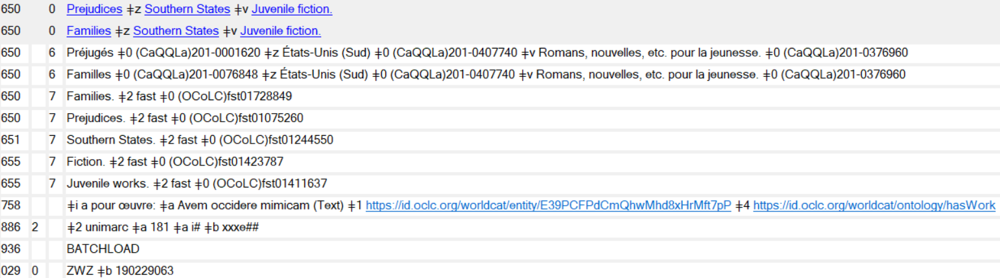 650 0 Prejudices ǂz Southern States ǂv Juvenile fiction.
650 0 Families ǂz Southern States ǂv Juvenile fiction.
650 6 Préjugés ǂ0 (CaQQLa)201-0001620 ǂz États-Unis (Sud) ǂ0 (CaQQLa)201-0407740 ǂv Romans, nouvelles, etc. pour la jeunesse. ǂ0 (CaQQLa)201-0376960
650 6 Familles ǂ0 (CaQQLa)201-0076848 ǂz États-Unis (Sud) ǂ0 (CaQQLa)201-0407740 ǂv Romans, nouvelles, etc. pour la jeunesse. ǂ0 (CaQQLa)201-0376960
650 7 Families. ǂ2 fast ǂ0 (OCoLC)fst01728849
650 7 Prejudices. ǂ2 fast ǂ0 (OCoLC)fst01075260
651 7 Southern States. ǂ2 fast ǂ0 (OCoLC)fst01244550
655 7 Fiction. ǂ2 fast ǂ0 (OCoLC)fst01423787
655 7 Juvenile works. ǂ2 fast ǂ0 (OCoLC)fst01411637
758 ǂi a pour œuvre: ǂa Avem occidere mimicam (Text) ǂ1 https://id.oclc.org/worldcat/entity/E39PCFPdCmQhwMhd8xHrMft7pP ǂ4 https://id.oclc.org/worldcat/ontology/hasWork
886 2 ǂ2 unimarc ǂa 181 ǂa i# ǂb xxxe##
936 BATCHLOAD
029 0 ZWZ ǂb 190229063